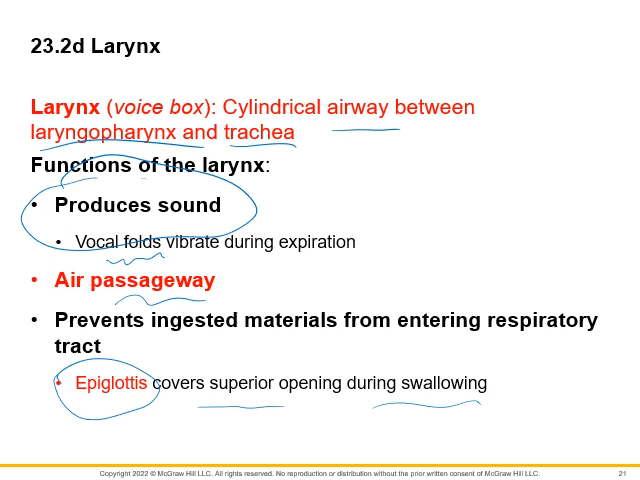 23.2d Larynx
Larynx (voice box): Cylindrical airway between
laryngopharynx and trachea
Functions of the larynx:
• Produces sound
• Vocal folds vibrate during expiration
• Air passageway
• Prevents ingested materials from entering respiratory
tract
• Epiglottis covers superior opening during swallowing
Copyright 2022 © McGraw Hill LLC. All rights reserved. No reproduction or distribution without the prior written consent of McGraw Hill LLC.
21